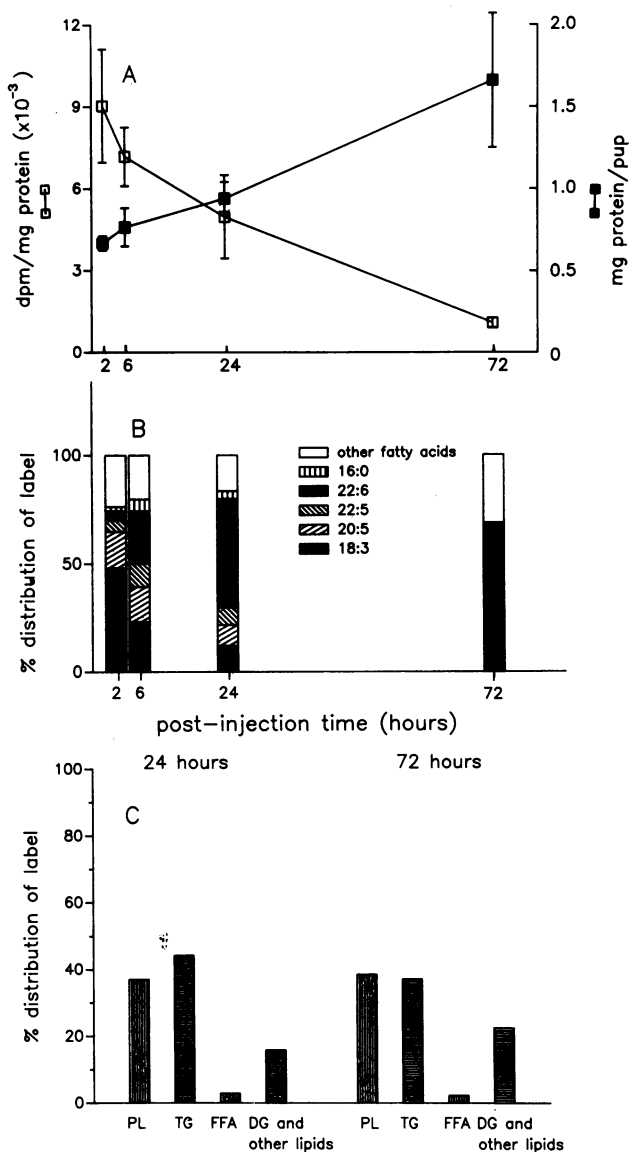 A
dpm/mg protein (x10⁻³)
12
9
6
3
0
2.0
1.5
1.0
0.5
0
mg protein/pup
2 6 24 72
B
% distribution of label
100
50
0
other fatty acids
16:0
22:6
22:5
20:5
18:3
2 6 24 72
post-injection time (hours)
24 hours 72 hours
C
% distribution of label
100
80
60
40
20
0
PL TG FFA DG and other lipids PL TG FFA DG and other lipids